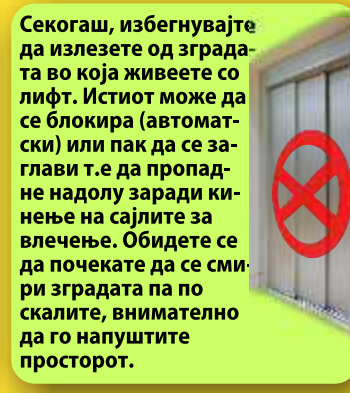 Секогаш, избегнувајте
да излезете од зграда-
та во која живеете со
лифт. Истиот може да
се блокира (автомат-
ски) или пак да се за-
глави т.е да пропад-
не надолу заради ки-
нење на сајлите за
влечење. Обидете се
да почекате да се сми-
ри зградата па по
скалите, внимателно
да го напуштите
просторот.